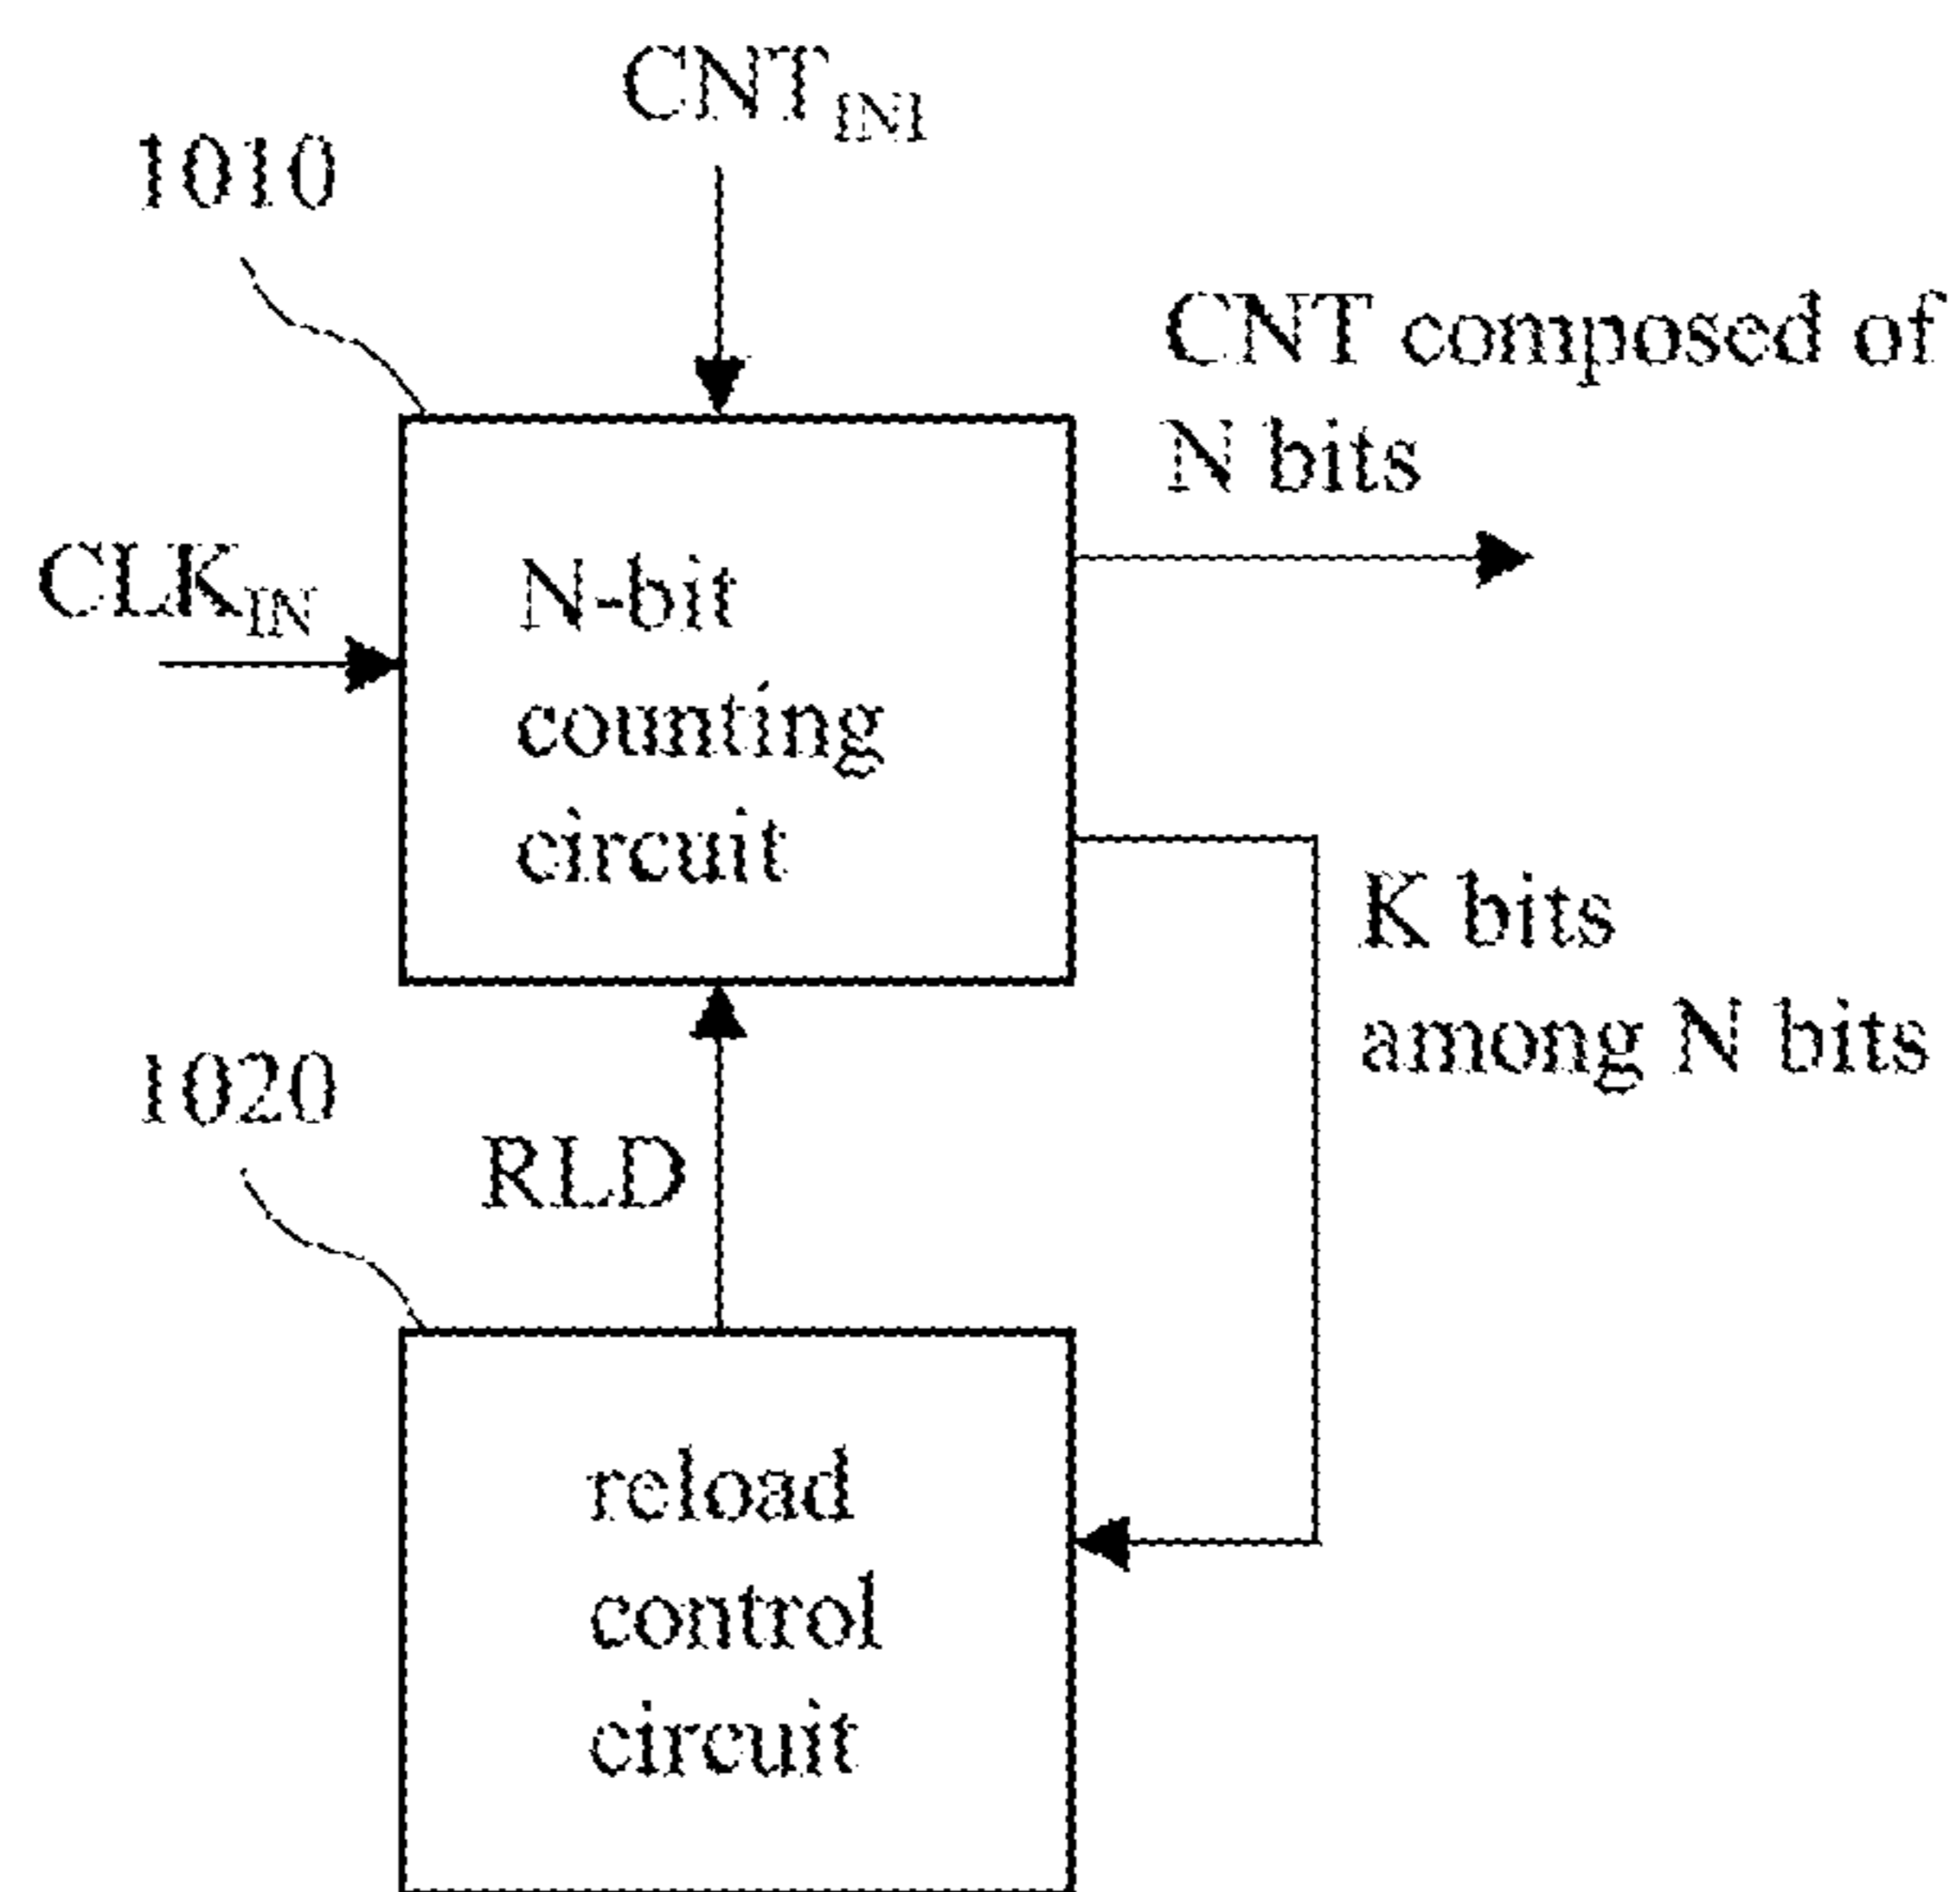 CNT_INI
1010
CNT composed of
N bits
CLK_IN
N-bit
counting
circuit
K bits
among N bits
1020
RLD
reload
control
circuit